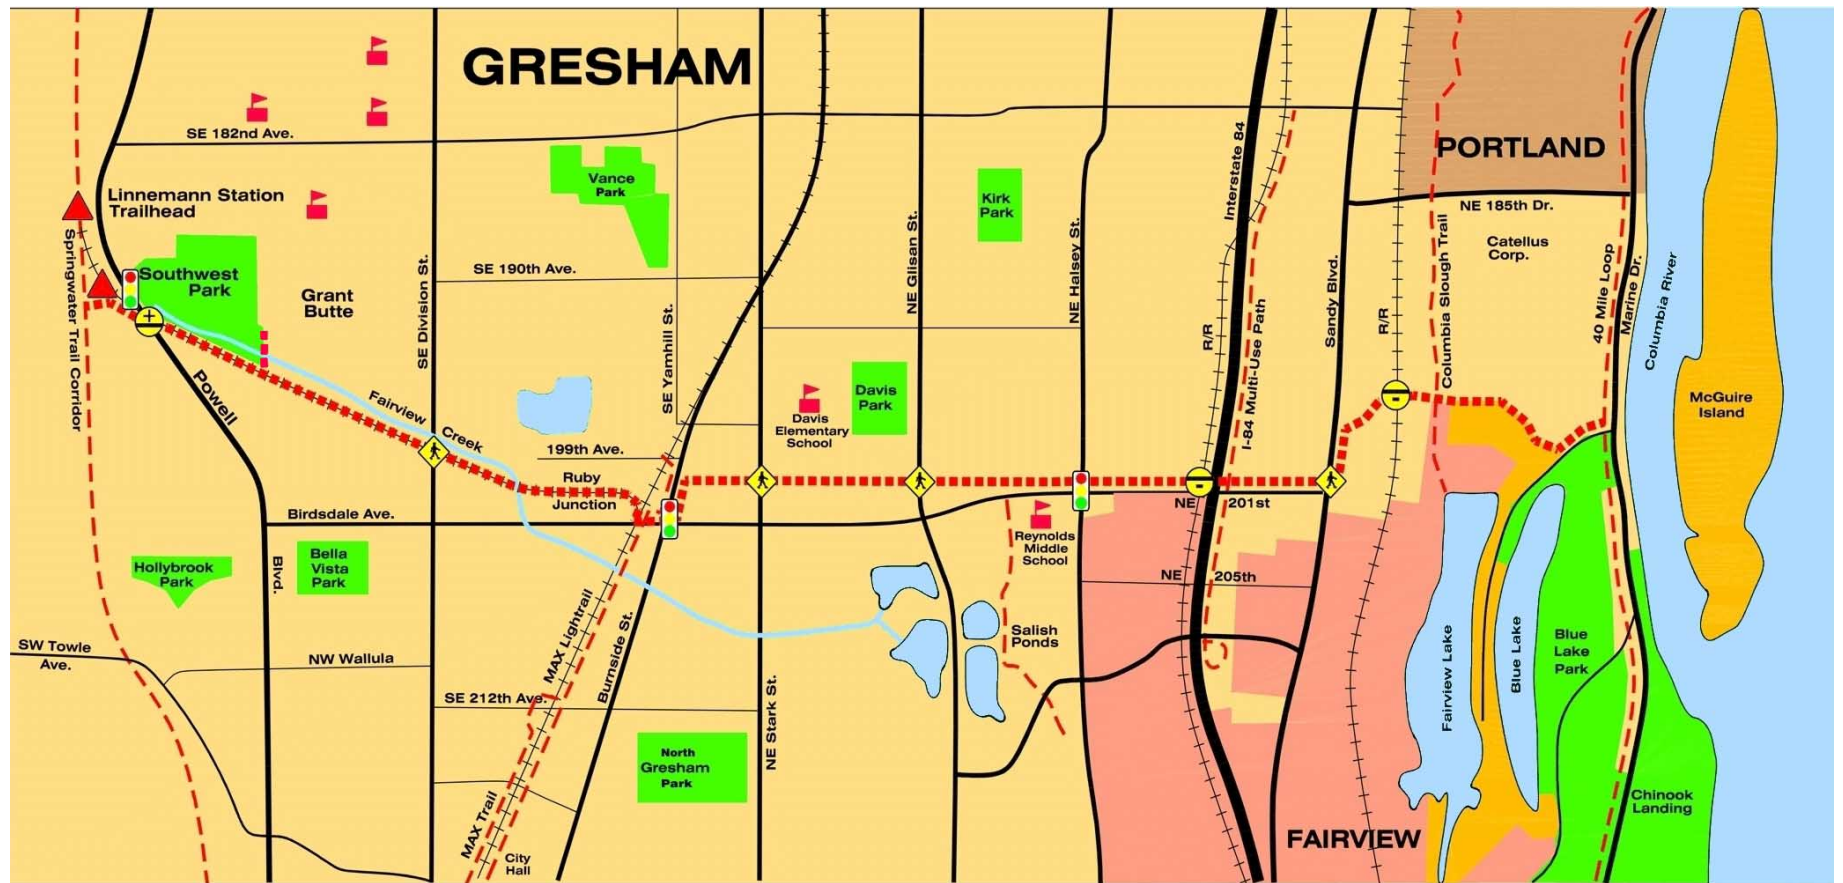 GRESHAM
SE 182nd Ave.
Linnemann Station
Trailhead
Springwater Trail Corridor
Southwest
Park
Grant
Butte
Powell
Blvd.
Fairview
Creek
SE Division St.
Vance
Park
SE 190th Ave.
SE Yamhill St.
199th Ave.
Ruby
Junction
Birdsdale Ave.
Hollybrook
Park
Bella
Vista
Park
SW Towle
Ave.
NW Wallula
SE 212th Ave.
MAX Lightrail
MAX Trail
City
Hall
Burnside St.
North
Gresham
Park
NE Stark St.
Davis
Elementary
School
Davis
Park
NE Glisan St.
Kirk
Park
NE Halsey St.
Reynolds
Middle
School
Salish
Ponds
R/R
Interstate 84
I-84 Multi-Use Path
NE
201st
NE
205th
Sandy Blvd.
R/R
PORTLAND
NE 185th Dr.
Columbia Slough Trail
Catellus
Corp.
40 Mile Loop
Marine Dr.
Columbia River
McGuire
Island
Fairview Lake
Blue Lake
Blue
Lake
Park
Chinook
Landing
FAIRVIEW